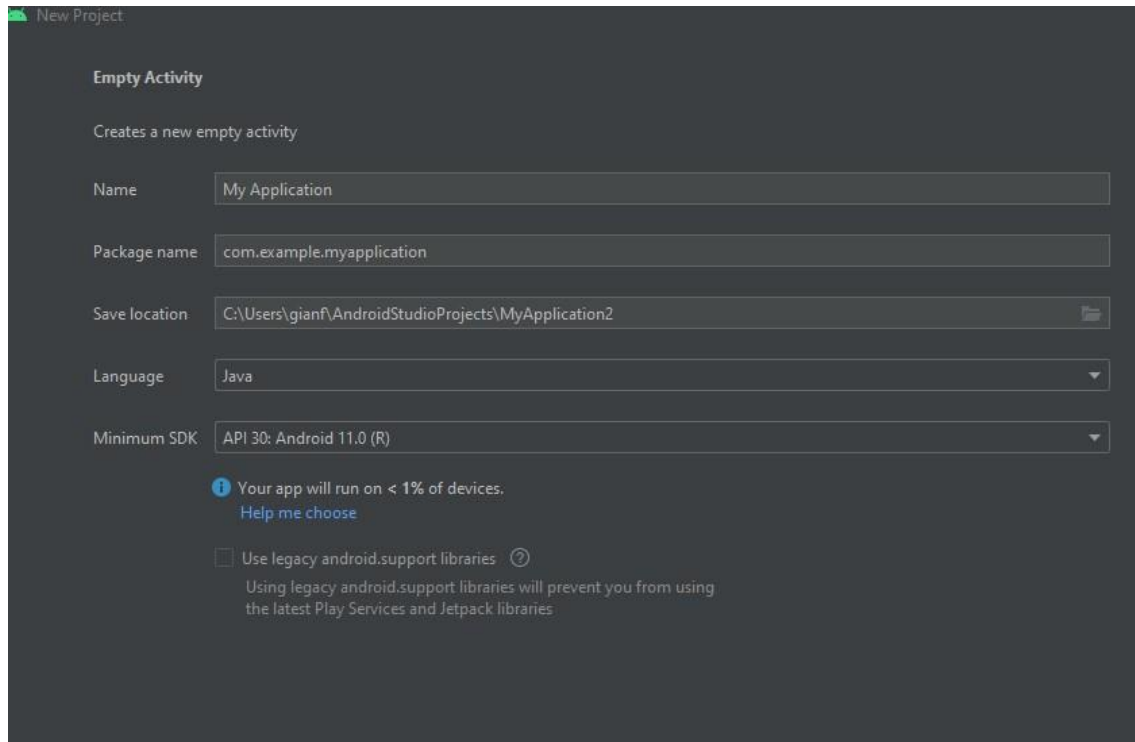 New Project
Empty Activity
Creates a new empty activity
Name My Application
Package name com.example.myapplication
Save location C:\Users\gianf\AndroidStudioProjects\MyApplication2
Language Java
Minimum SDK API 30: Android 11.0 (R)
Your app will run on < 1% of devices.
Help me choose
Use legacy android.support libraries
Using legacy android.support libraries will prevent you from using
the latest Play Services and Jetpack libraries